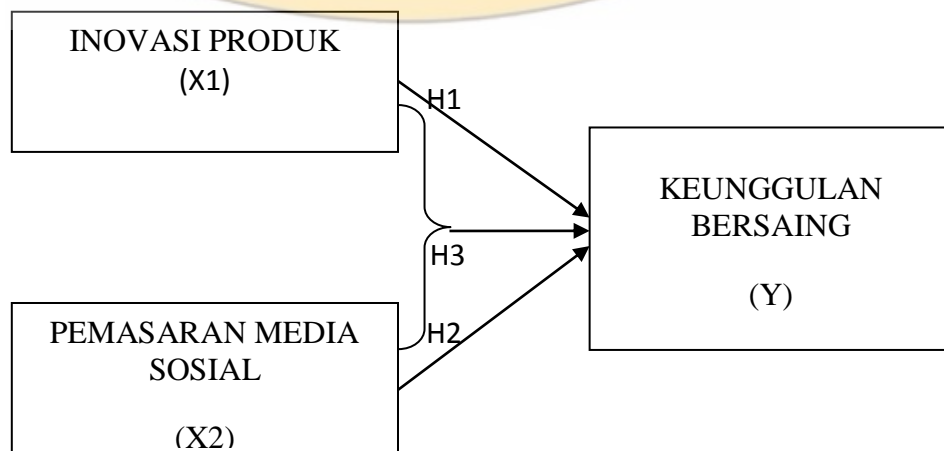 INOVASI PRODUK
(X1)
H1
KEUNGGULAN
BERSAING
(Y)
H3
H2
PEMASARAN MEDIA
SOSIAL
(X2)